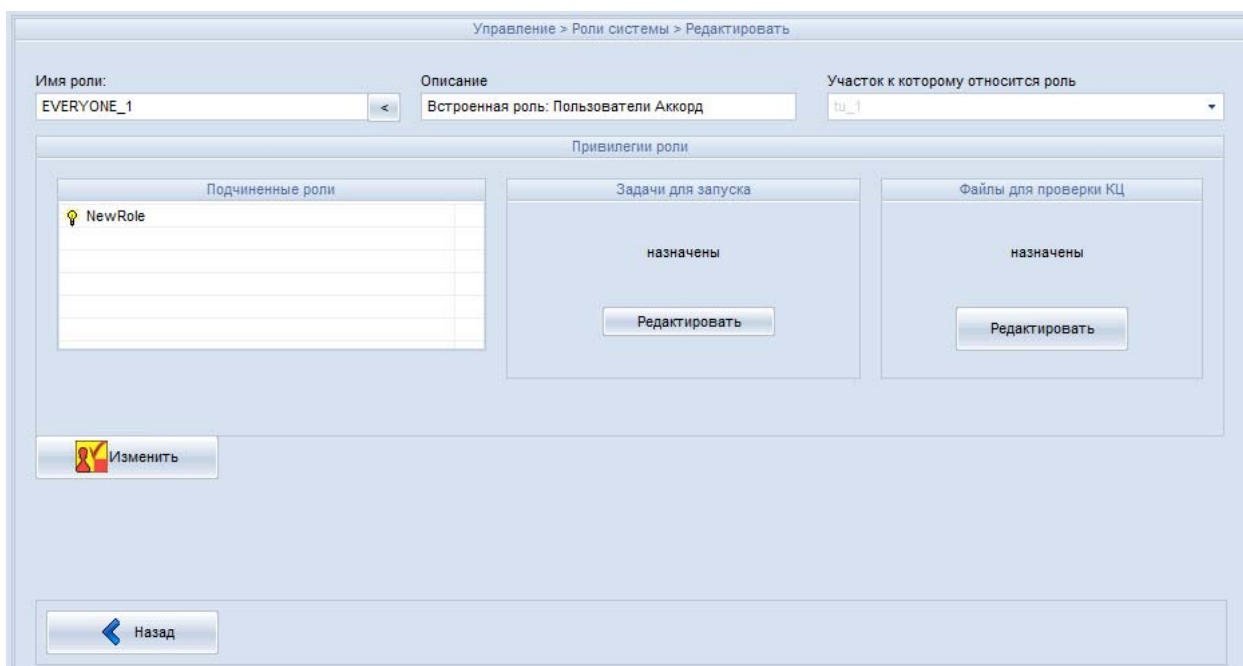 Управление > Роли системы > Редактировать
Имя роли:
Описание
Участок к которому относится роль
EVERYONE_1
<
Встроенная роль: Пользователи Аккорд
tu_1
Привилегии роли
Подчиненные роли
Задачи для запуска
Файлы для проверки КЦ
NewRole
назначены
назначены
Редактировать
Редактировать
Изменить
Назад